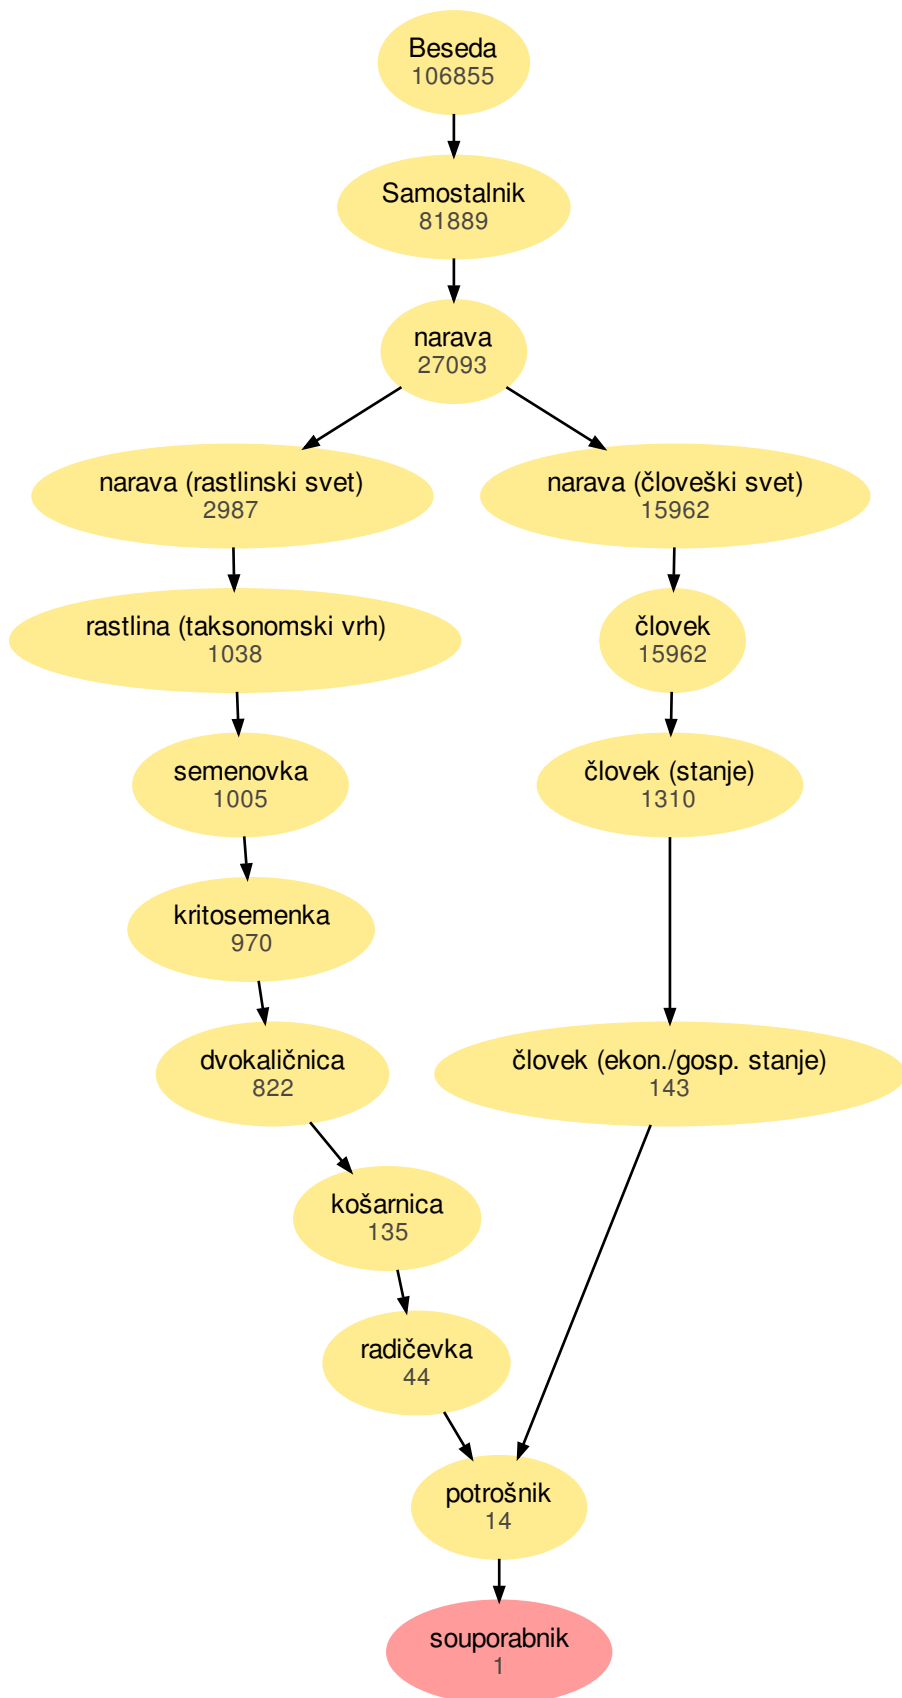 Beseda
106855
Samostalnik
81889
narava
27093
narava (rastlinski svet)
2987
narava (človeški svet)
15962
rastlina (taksonomski vrh)
1038
človek
15962
semenovka
1005
človek (stanje)
1310
kritosemenka
970
dvokaličnica
822
človek (ekon./gosp. stanje)
143
košarnica
135
radičevka
44
potrošnik
14
souporabnik
1